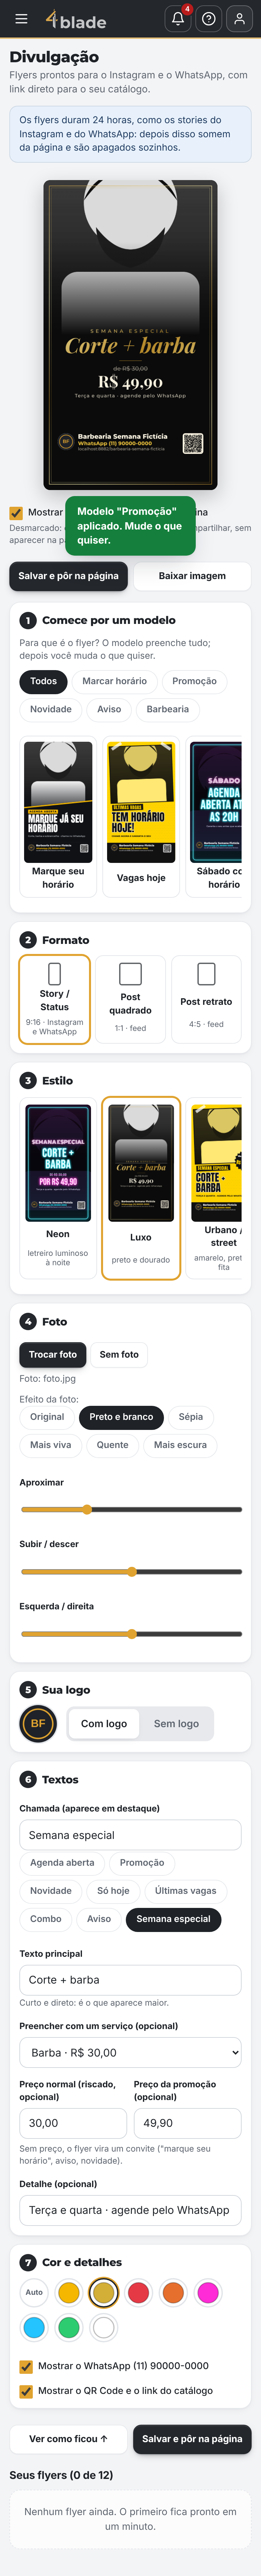 4blade
4
Divulgação
Flyers prontos para o Instagram e o WhatsApp, com
link direto para o seu catálogo.
Os flyers duram 24 horas, como os stories do
Instagram e do WhatsApp: depois disso somem
da página e são apagados sozinhos.
SEMANA ESPECIAL
Corte + barba
de R$ 30,00
R$ 49,90
Terça e quarta · agende pelo WhatsApp
BF
Barbearia Semana Fictícia
WhatsApp (11) 90000-0000
localhost:8662/barbearia-semana-ficticia
Mostrar
Modelo "Promoção"
aplicado. Mude o que
quiser.
Desmarcado:
aparecer na
Salvar e pôr na página
Baixar imagem
1 Comece por um modelo
Para que é o flyer? O modelo preenche tudo;
depois você muda o que quiser.
Todos
Marcar horário
Promoção
Novidade
Aviso
Barbearia
MARQUE JÁ SEU
HORÁRIO
ÚLTIMAS VAGAS
TEM HORÁRIO
HOJE!
SÁBADO
AGENDA
ABERTA AT
ÀS 20H
Marque seu
horário
Vagas hoje
Sábado co
horário
2 Formato
Story /
Status
9:16 · Instagram
e WhatsApp
Post
quadrado
1:1 · feed
Post retrato
4:5 · feed
3 Estilo
SEMANA ESPECIAL
CORTE +
BARBA
POR R$ 49,90
Corte + barba
R$ 49,90
SEMANA ESPECIAL
CORTE +
BARBA
Neon
letreiro luminoso
à noite
Luxo
preto e dourado
Urbano /
street
amarelo, pret
fita
4 Foto
Trocar foto
Sem foto
Foto: foto.jpg
Efeito da foto:
Original
Preto e branco
Sépia
Mais viva
Quente
Mais escura
Aproximar
Subir / descer
Esquerda / direita
5 Sua logo
BF
Com logo
Sem logo
6 Textos
Chamada (aparece em destaque)
Semana especial
Agenda aberta
Promoção
Novidade
Só hoje
Últimas vagas
Combo
Aviso
Semana especial
Texto principal
Corte + barba
Curto e direto: é o que aparece maior.
Preencher com um serviço (opcional)
Barba · R$ 30,00
Preço normal (riscado,
opcional)
Preço da promoção
(opcional)
30,00
49,90
Sem preço, o flyer vira um convite ("marque seu
horário", aviso, novidade).
Detalhe (opcional)
Terça e quarta · agende pelo WhatsApp
7 Cor e detalhes
Auto
Mostrar o WhatsApp (11) 90000-0000
Mostrar o QR Code e o link do catálogo
Ver como ficou ↑
Salvar e pôr na página
Seus flyers (0 de 12)
Nenhum flyer ainda. O primeiro fica pronto em
um minuto.